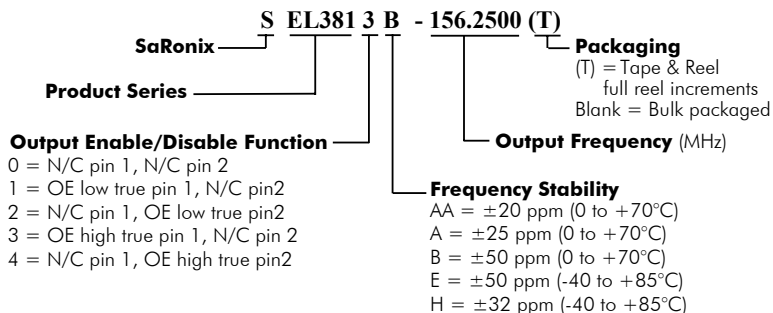 S EL381 3 B - 156.2500 (T)
SaRonix
Product Series
Output Enable/Disable Function
0 = N/C pin 1, N/C pin 2
1 = OE low true pin 1, N/C pin2
2 = N/C pin 1, OE low true pin2
3 = OE high true pin 1, N/C pin 2
4 = N/C pin 1, OE high true pin2
Packaging
(T) = Tape & Reel
full reel increments
Blank = Bulk packaged
Output Frequency (MHz)
Frequency Stability
AA = ±20 ppm (0 to +70°C)
A = ±25 ppm (0 to +70°C)
B = ±50 ppm (0 to +70°C)
E = ±50 ppm (-40 to +85°C)
H = ±32 ppm (-40 to +85°C)